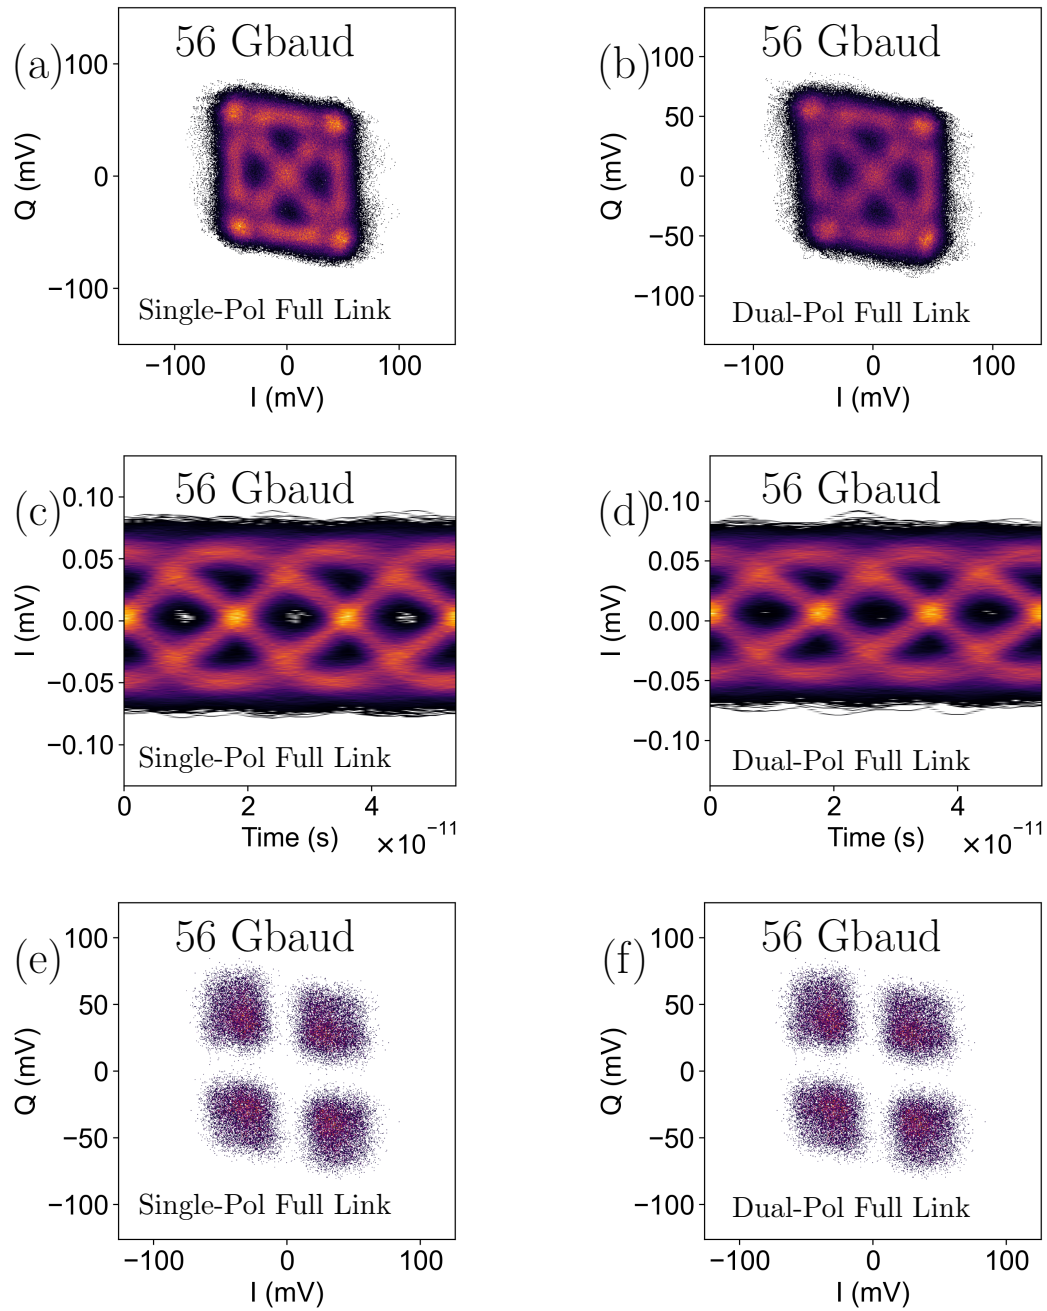 (a)
56 Gbaud
100
0
−100
Q (mV)
Single-Pol Full Link
−100 0 100
I (mV)
(b)
56 Gbaud
100
50
0
−50
−100
Q (mV)
Dual-Pol Full Link
−100 0 100
I (mV)
(c)
56 Gbaud
0.10
0.05
0.00
−0.05
−0.10
I (mV)
Single-Pol Full Link
0 2 4
Time (s) ×10⁻¹¹
(d)
56 Gbaud
0.10
0.05
0.00
−0.05
−0.10
I (mV)
Dual-Pol Full Link
0 2 4
Time (s) ×10⁻¹¹
(e)
56 Gbaud
100
50
0
−50
−100
Q (mV)
Single-Pol Full Link
−100 0 100
I (mV)
(f)
56 Gbaud
100
50
0
−50
−100
Q (mV)
Dual-Pol Full Link
−100 0 100
I (mV)